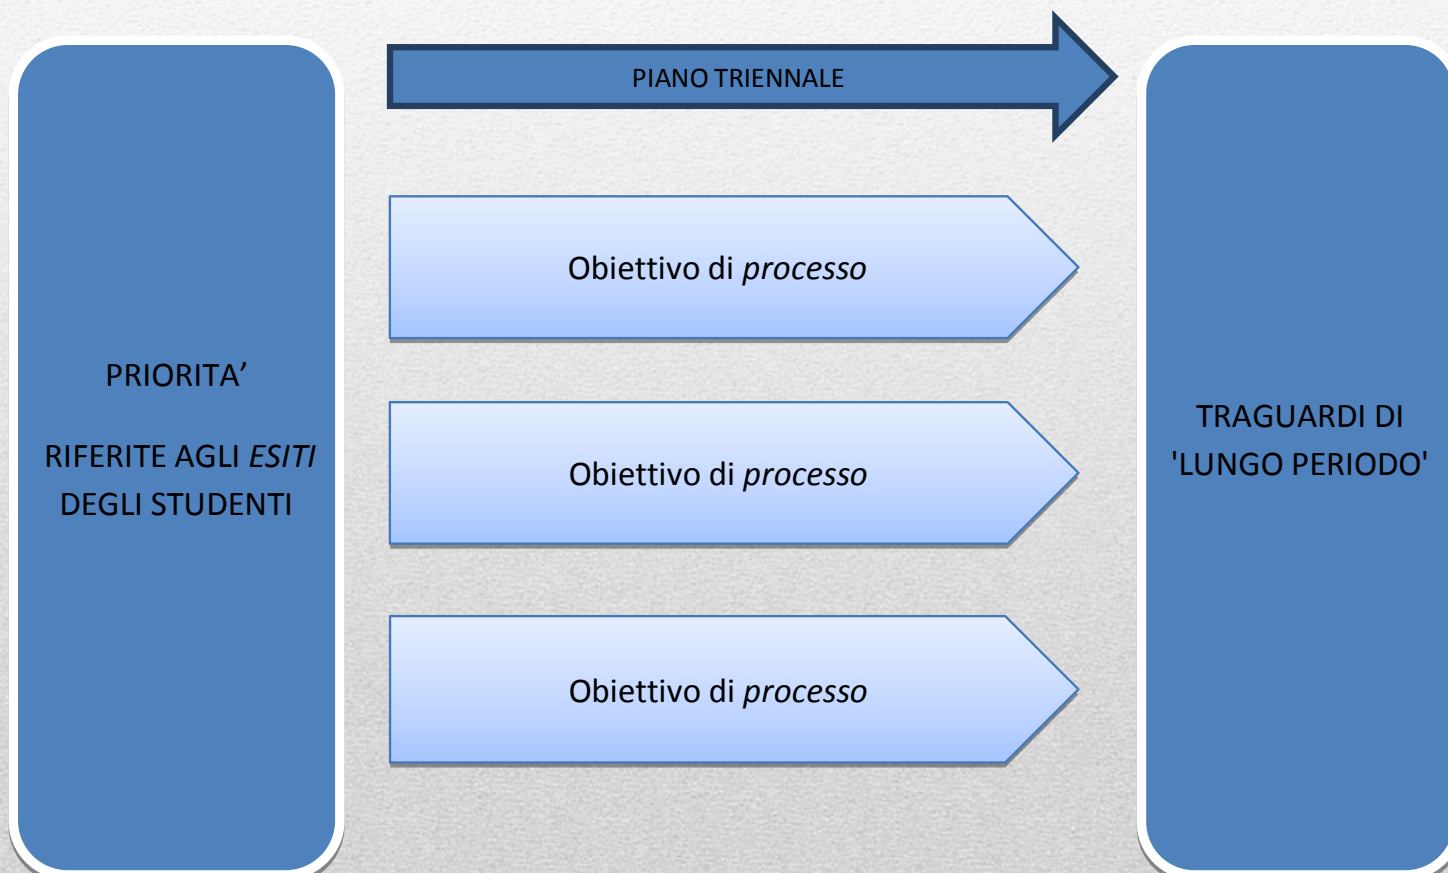 PIANO TRIENNALE
PRIORITA’
RIFERITE AGLI ESITI
DEGLI STUDENTI
Obiettivo di processo
Obiettivo di processo
Obiettivo di processo
TRAGUARDI DI
'LUNGO PERIODO'